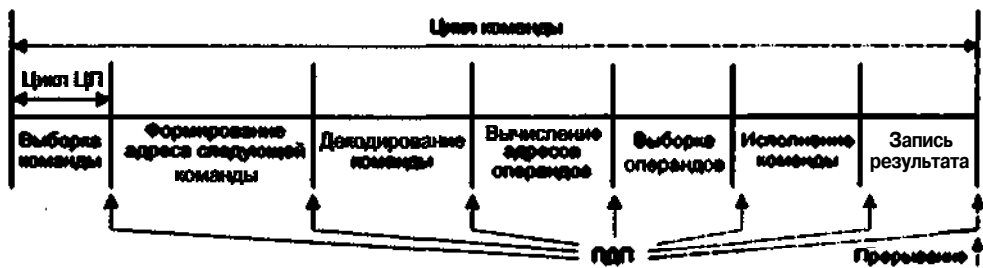 Цикл команды
Цикл ЦП
Выборка
команды
Формирование
адреса следующей
команды
Декодирование
команды
Вычисление
адресов
операндов
Выборка
операндов
Исполнение
команды
Запись
результата
ПДП
Прерывание